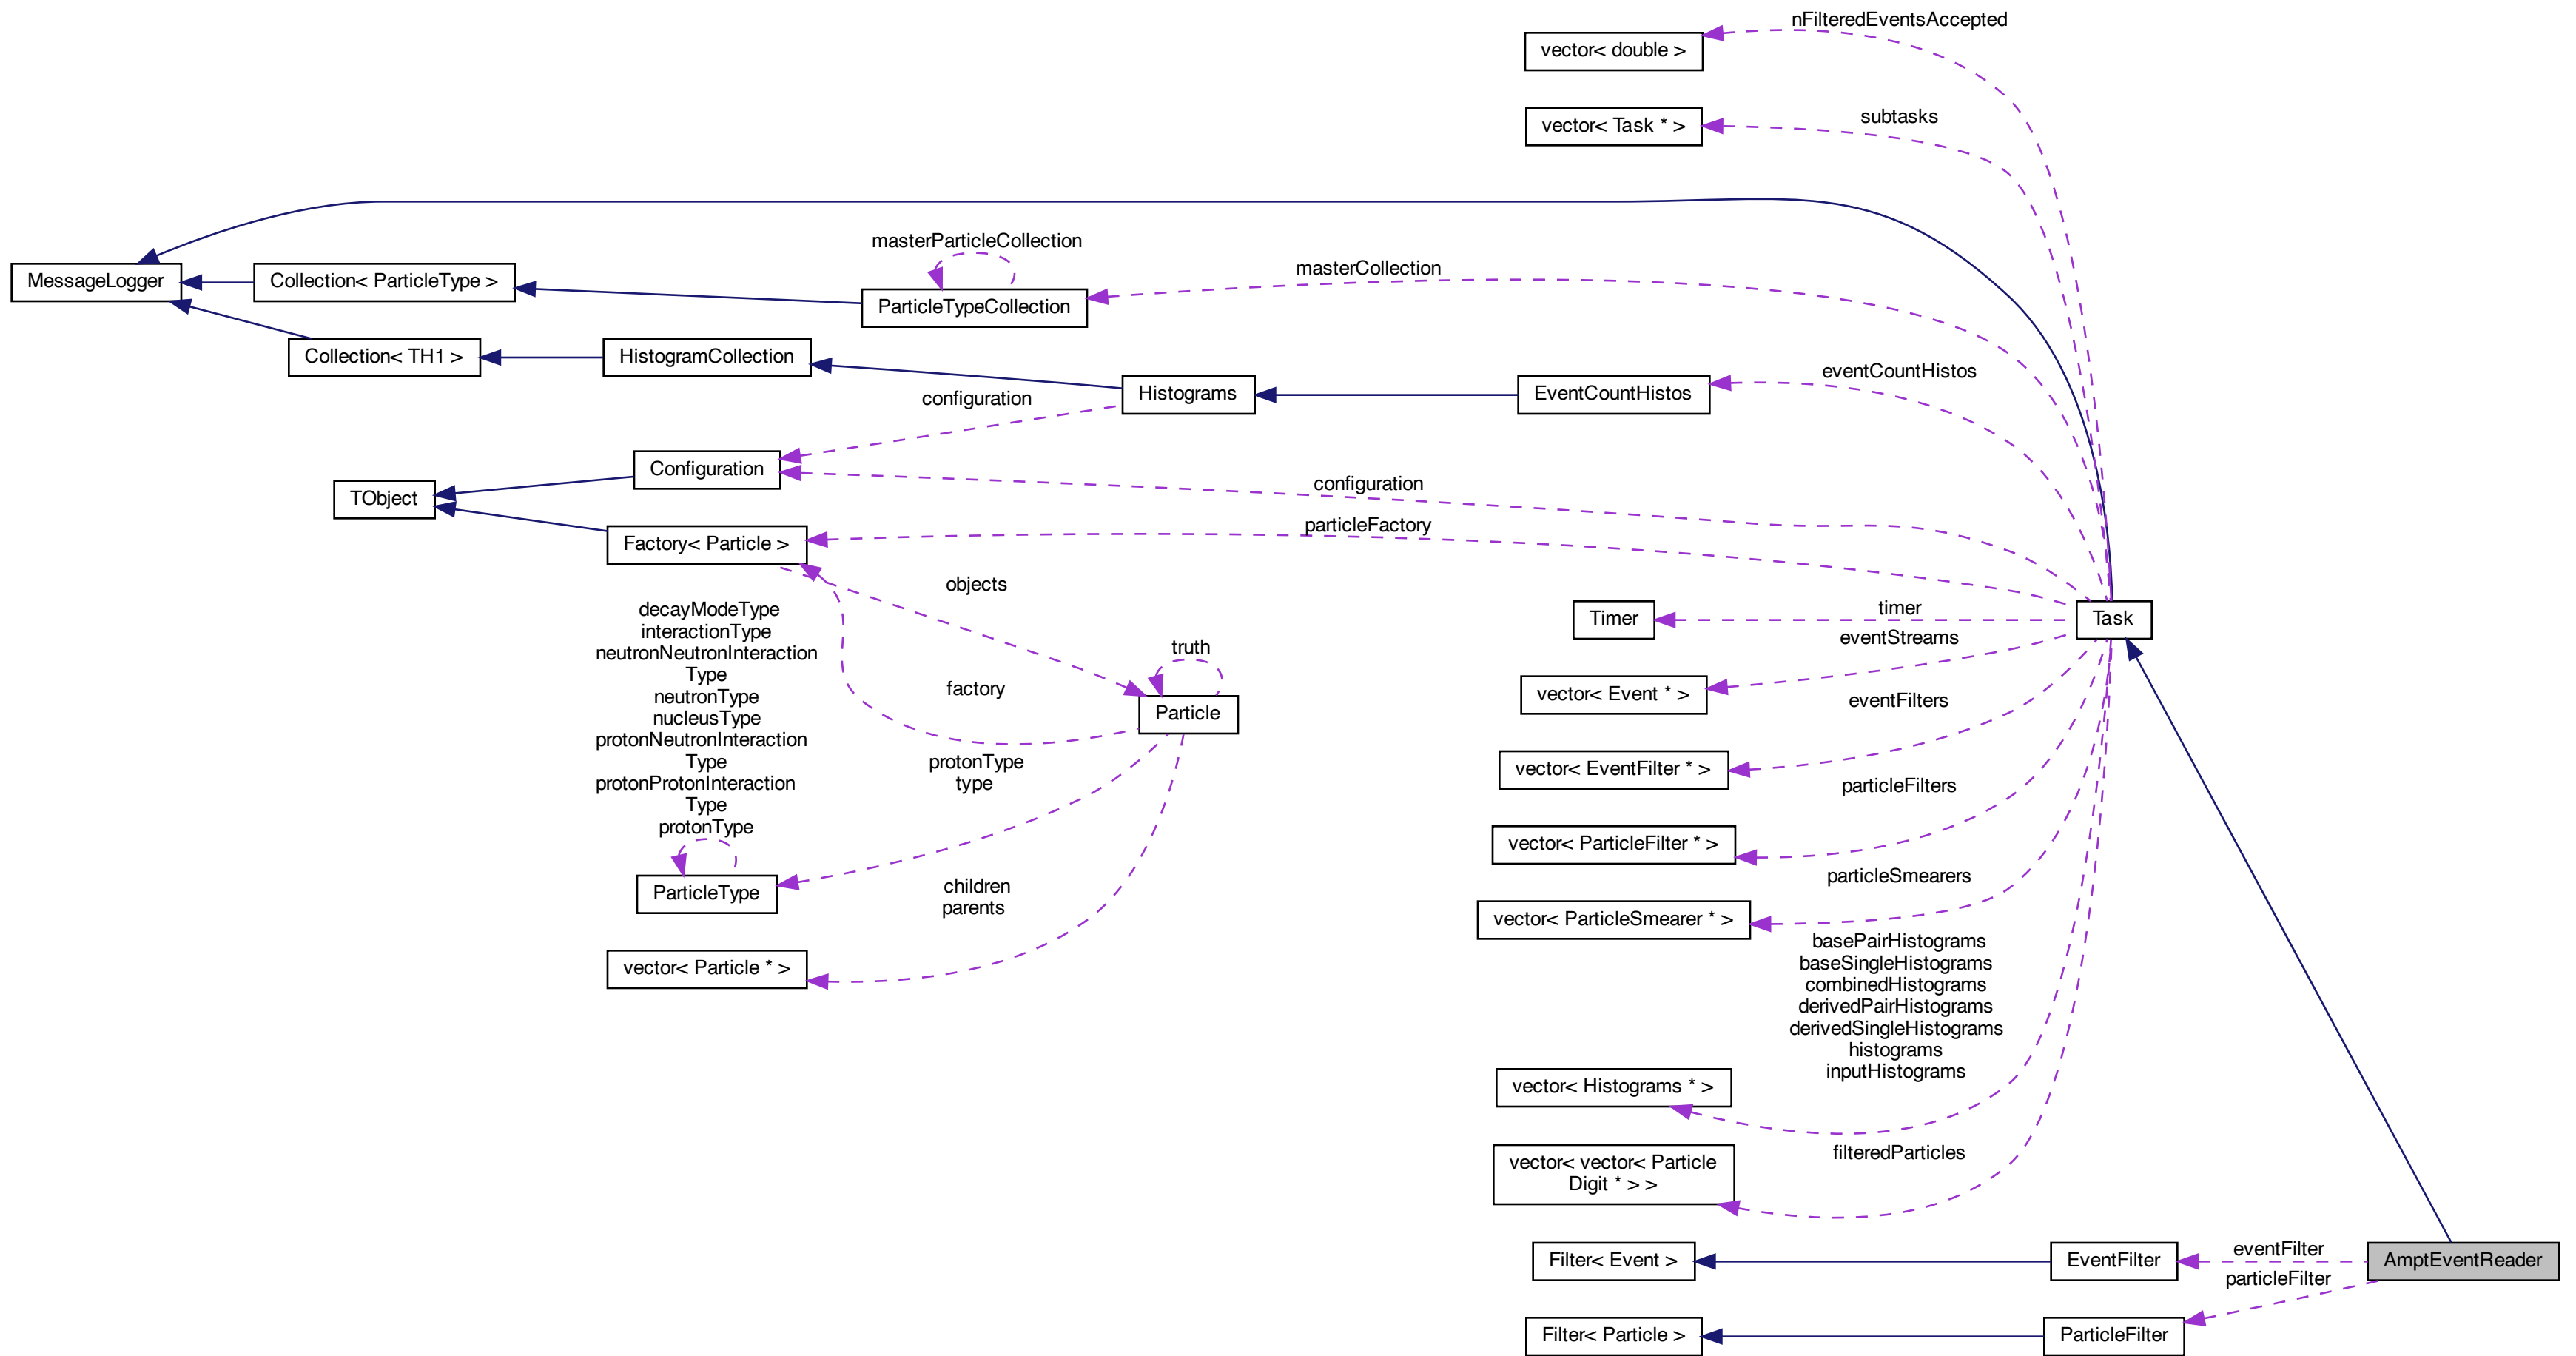 nFilteredEventsAccepted
vector< double >
subtasks
vector< Task * >
masterParticleCollection
masterCollection
MessageLogger
Collection< ParticleType >
ParticleTypeCollection
Collection< TH1 >
HistogramCollection
eventCountHistos
Histograms
EventCountHistos
configuration
Configuration
configuration
TObject
particleFactory
Factory< Particle >
objects
decayModeType
interactionType
neutronNeutronInteraction
Type
neutronType
nucleusType
protonNeutronInteraction
Type
protonProtonInteraction
Type
protonType
truth
factory
Particle
protonType
type
ParticleType
children
parents
vector< Particle * >
timer
Timer
Task
eventStreams
vector< Event * >
eventFilters
vector< EventFilter * >
particleFilters
vector< ParticleFilter * >
particleSmearers
vector< ParticleSmearer * >
basePairHistograms
baseSingleHistograms
combinedHistograms
derivedPairHistograms
derivedSingleHistograms
histograms
inputHistograms
vector< Histograms * >
filteredParticles
vector< vector< Particle
Digit * > >
Filter< Event >
EventFilter
eventFilter
AmptEventReader
particleFilter
Filter< Particle >
ParticleFilter